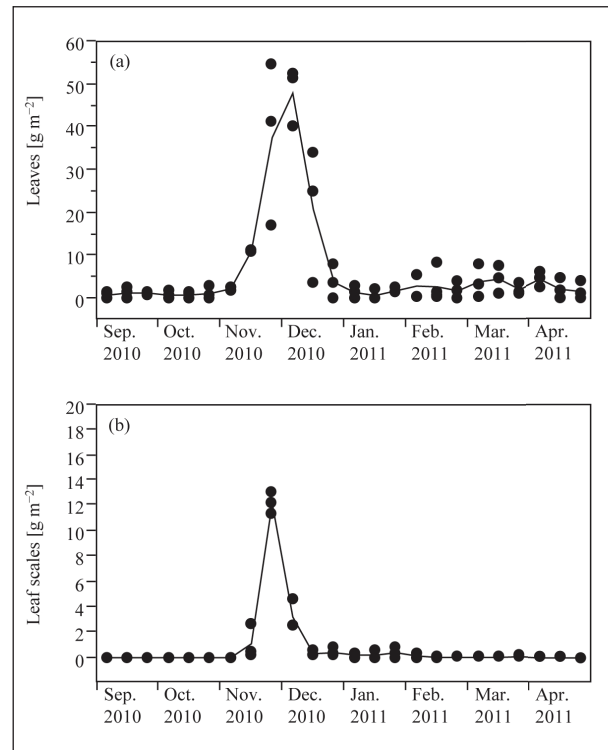 (a)
Leaves [g m⁻²]
60
50
40
30
20
10
0
Sep. Oct. Nov. Dec. Jan. Feb. Mar. Apr.
2010 2010 2010 2010 2011 2011 2011 2011
(b)
Leaf scales [g m⁻²]
20
18
16
14
12
10
8
6
4
2
0
Sep. Oct. Nov. Dec. Jan. Feb. Mar. Apr.
2010 2010 2010 2010 2011 2011 2011 2011